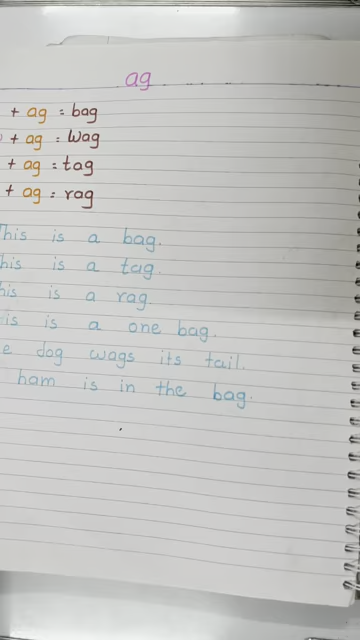 ag
+ ag = bag
+ ag = wag
+ ag = tag
+ ag = rag
This is a bag.
his is a tag.
his is a rag.
is is a one bag.
e dog wags its tail.
ham is in the bag.